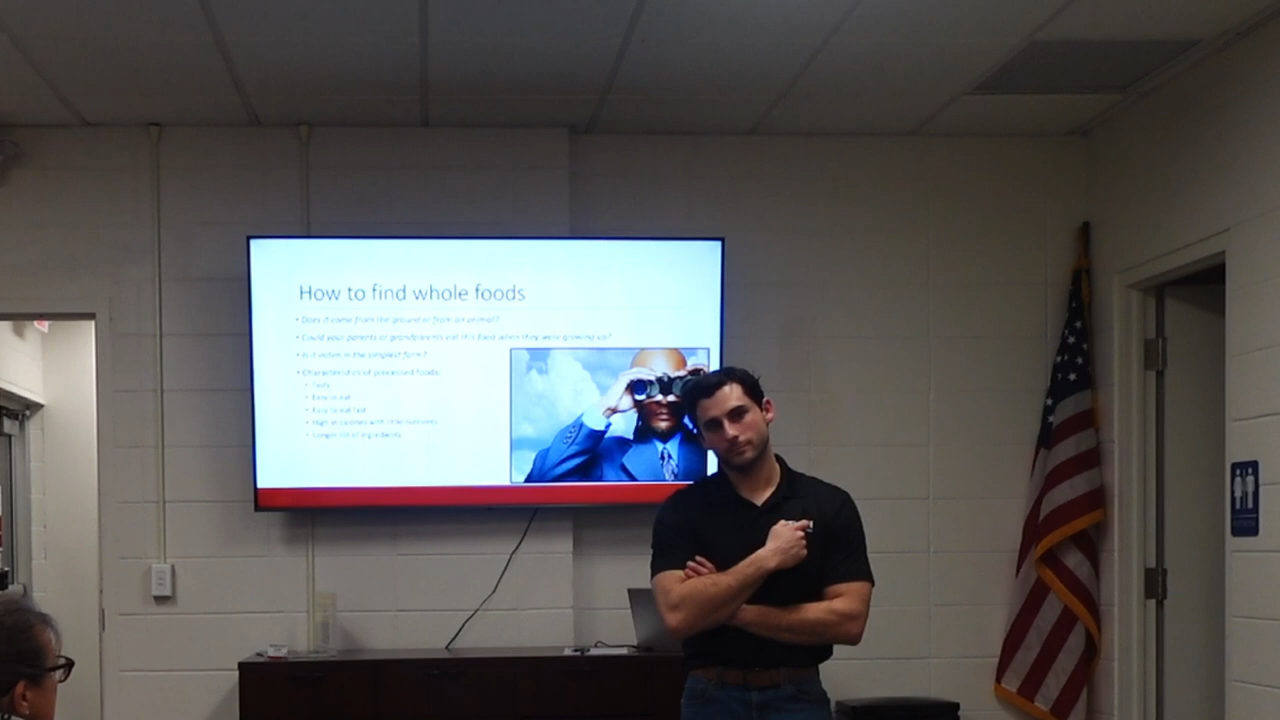 How to find whole foods
• Does it come from the ground or from an animal?
• Could your parents or grandparents eat this food when they were growing up?
• Is it eaten in the simplest form?
• Characteristics of processed foods:
• Tasty
• Easy to eat
• Easy to eat fast
• High in calories with little nutrients
• Longer list of ingredients